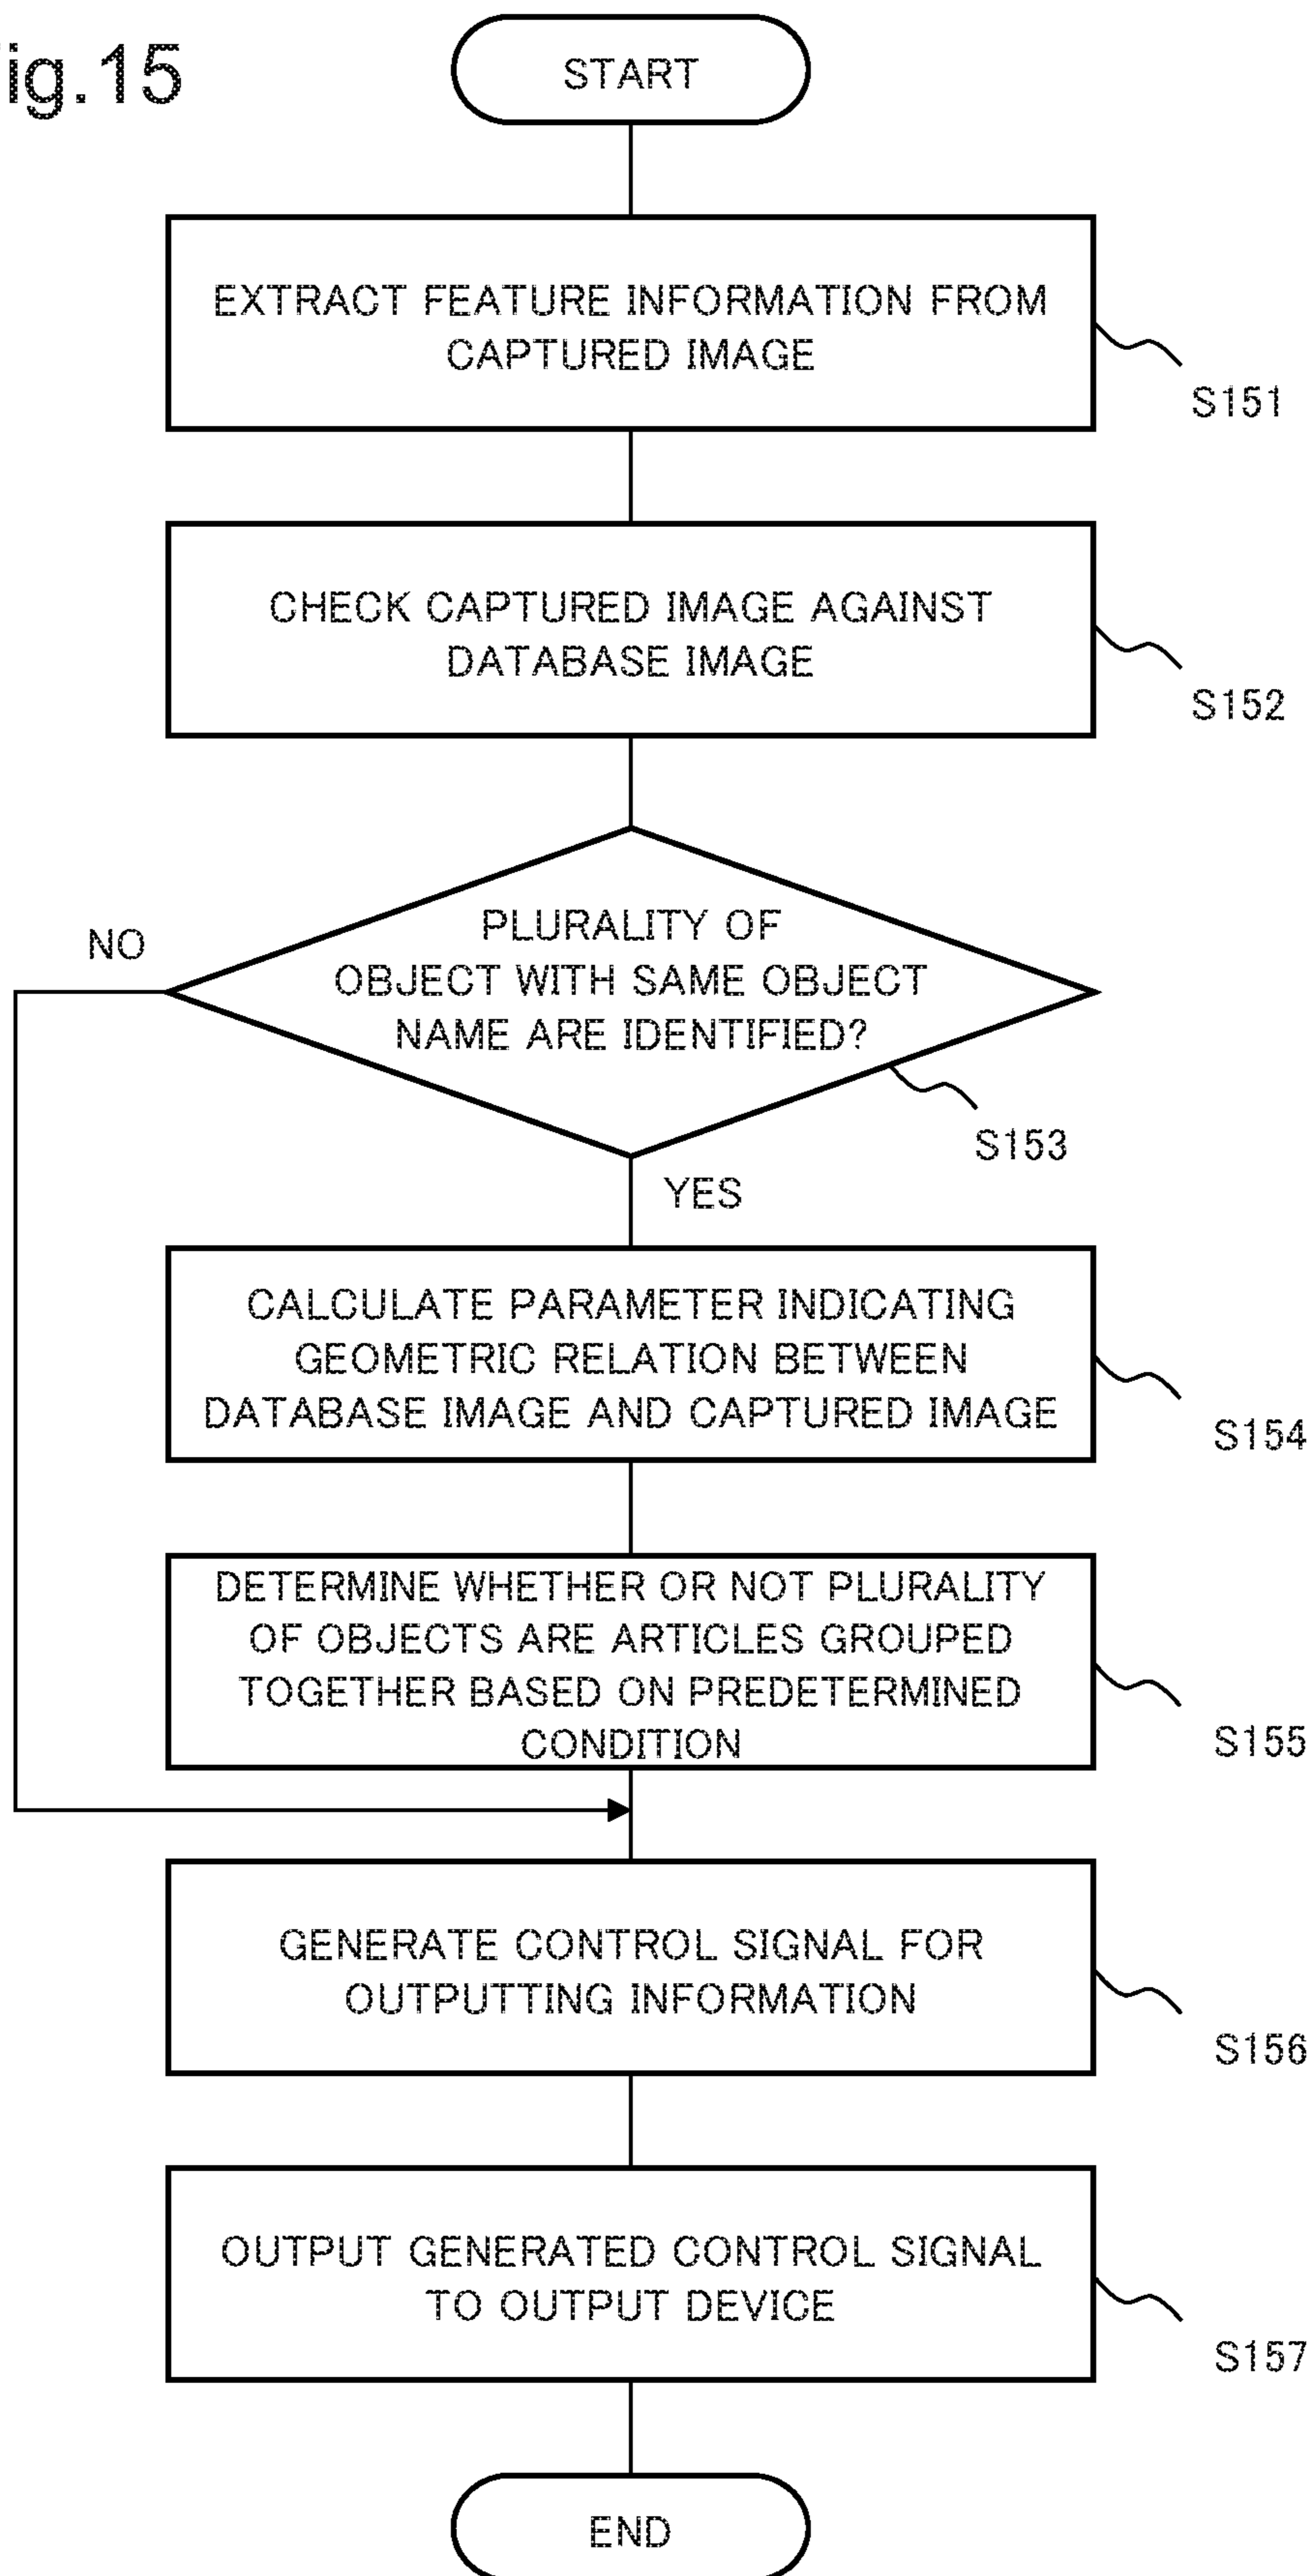 ig.15
START
EXTRACT FEATURE INFORMATION FROM
CAPTURED IMAGE
S151
CHECK CAPTURED IMAGE AGAINST
DATABASE IMAGE
S152
PLURALITY OF
OBJECT WITH SAME OBJECT
NAME ARE IDENTIFIED?
NO
S153
YES
CALCULATE PARAMETER INDICATING
GEOMETRIC RELATION BETWEEN
DATABASE IMAGE AND CAPTURED IMAGE
S154
DETERMINE WHETHER OR NOT PLURALITY
OF OBJECTS ARE ARTICLES GROUPED
TOGETHER BASED ON PREDETERMINED
CONDITION
S155
GENERATE CONTROL SIGNAL FOR
OUTPUTTING INFORMATION
S156
OUTPUT GENERATED CONTROL SIGNAL
TO OUTPUT DEVICE
S157
END